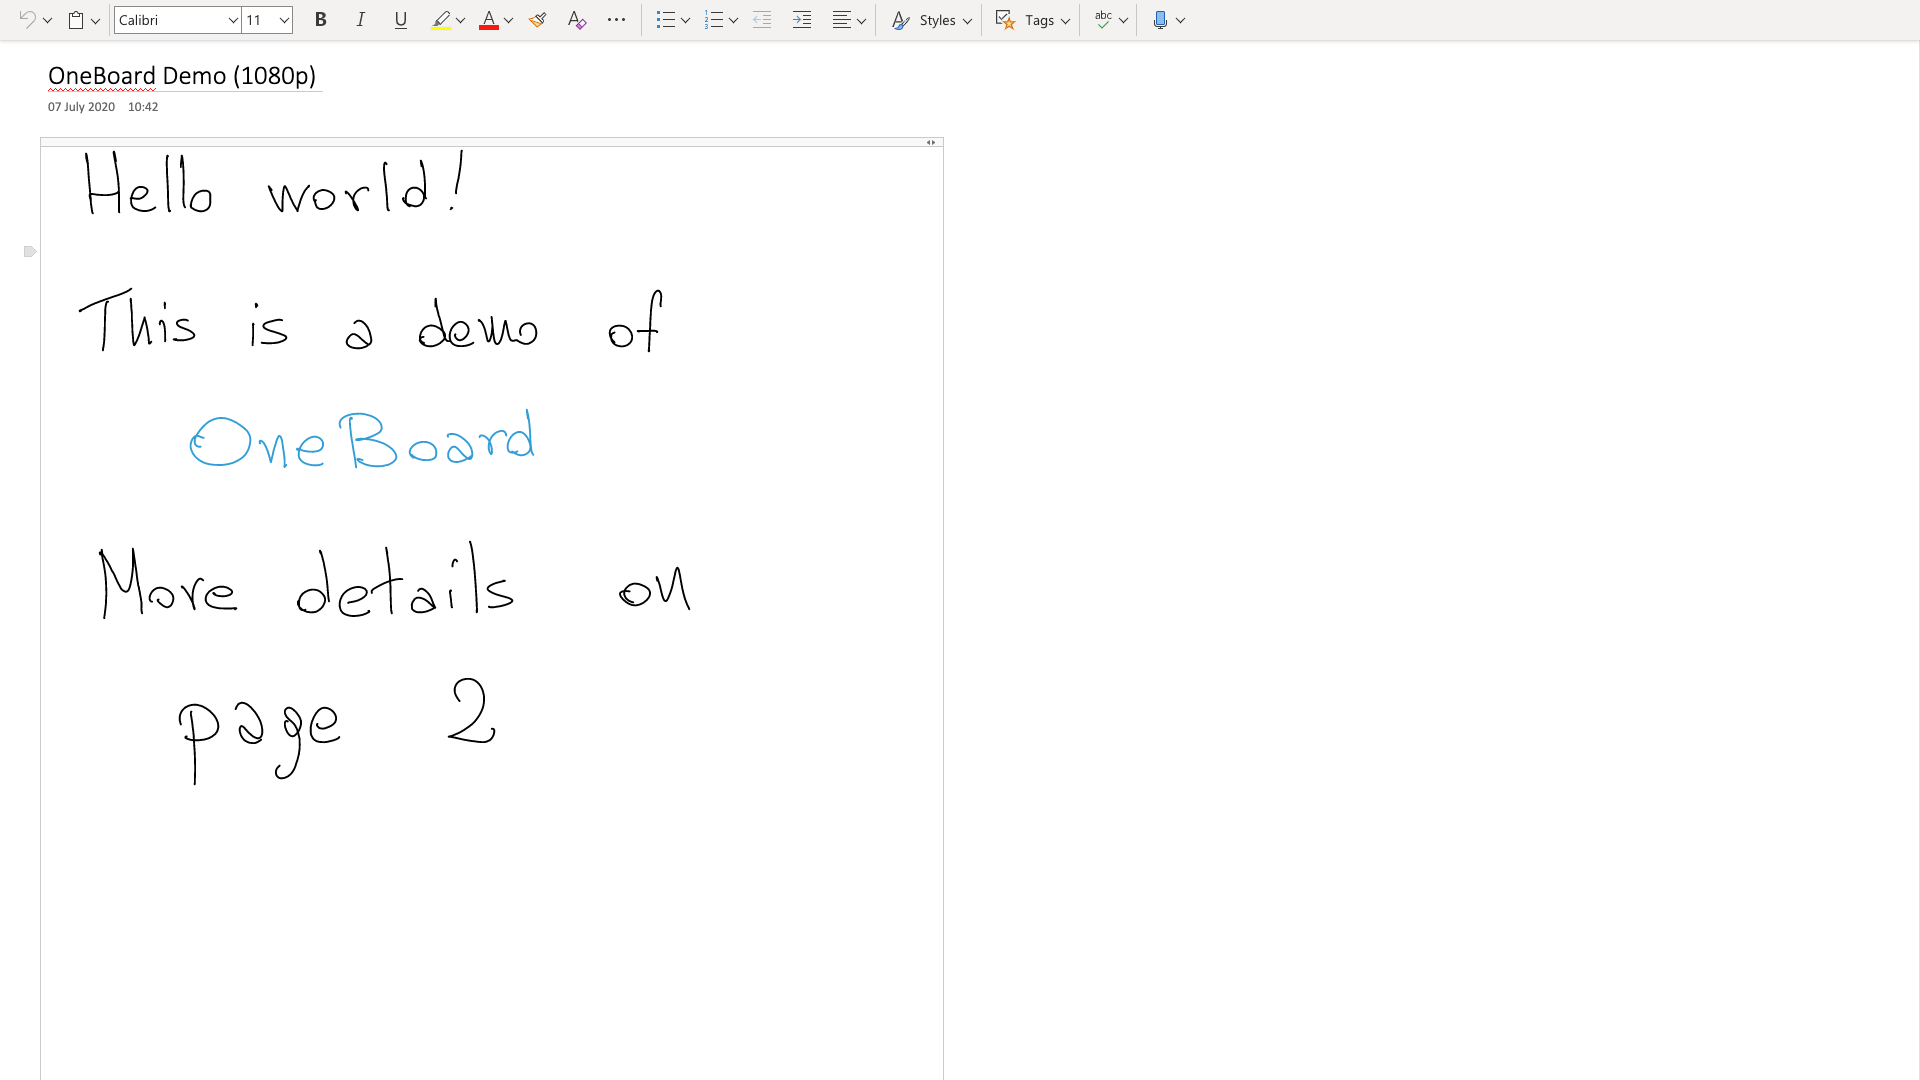 Calibri 11 B I U A Styles Tags abc
OneBoard Demo (1080p)
07 July 2020 10:42
Hello world!
This is a demo of
OneBoard
More details on
page 2